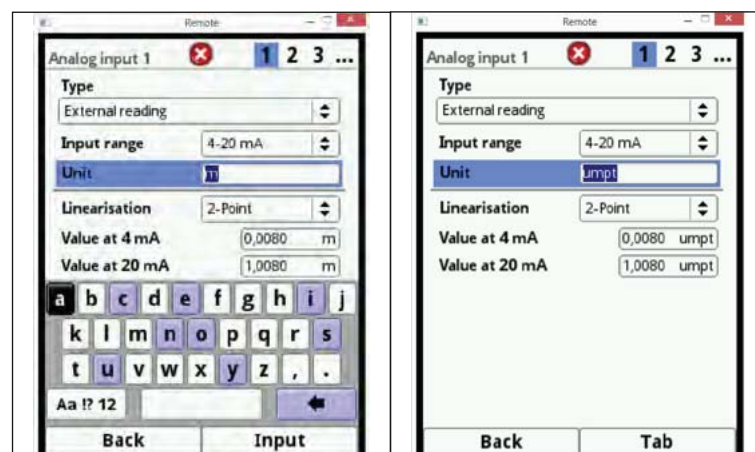 Remote
Analog input 1 1 2 3 ...
Type
External reading
Input range 4-20 mA
Unit m
Linearisation 2-Point
Value at 4 mA 0,0080 m
Value at 20 mA 1,0080 m
a b c d e f g h i j
k l m n o p q r s
t u v w x y z , .
Aa !? 12
Back Input
Remote
Analog input 1 1 2 3 ...
Type
External reading
Input range 4-20 mA
Unit umpt
Linearisation 2-Point
Value at 4 mA 0,0080 umpt
Value at 20 mA 1,0080 umpt
Back Tab